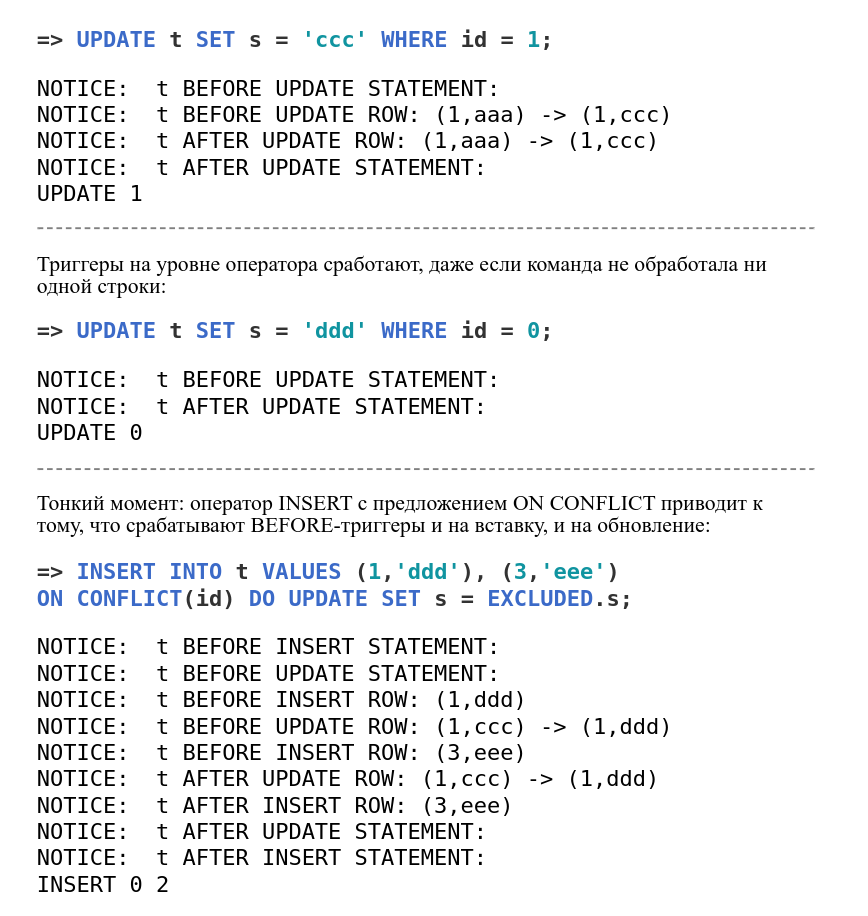 => UPDATE t SET s = 'ccc' WHERE id = 1;
NOTICE:  t BEFORE UPDATE STATEMENT:
NOTICE:  t BEFORE UPDATE ROW: (1,aaa) -> (1,ccc)
NOTICE:  t AFTER UPDATE ROW: (1,aaa) -> (1,ccc)
NOTICE:  t AFTER UPDATE STATEMENT:
UPDATE 1
Триггеры на уровне оператора сработают, даже если команда не обработала ни
одной строки:
=> UPDATE t SET s = 'ddd' WHERE id = 0;
NOTICE:  t BEFORE UPDATE STATEMENT:
NOTICE:  t AFTER UPDATE STATEMENT:
UPDATE 0
Тонкий момент: оператор INSERT с предложением ON CONFLICT приводит к
тому, что срабатывают BEFORE-триггеры и на вставку, и на обновление:
=> INSERT INTO t VALUES (1,'ddd'), (3,'eee')
ON CONFLICT(id) DO UPDATE SET s = EXCLUDED.s;
NOTICE:  t BEFORE INSERT STATEMENT:
NOTICE:  t BEFORE UPDATE STATEMENT:
NOTICE:  t BEFORE INSERT ROW: (1,ddd)
NOTICE:  t BEFORE UPDATE ROW: (1,ccc) -> (1,ddd)
NOTICE:  t BEFORE INSERT ROW: (3,eee)
NOTICE:  t AFTER UPDATE ROW: (1,ccc) -> (1,ddd)
NOTICE:  t AFTER INSERT ROW: (3,eee)
NOTICE:  t AFTER UPDATE STATEMENT:
NOTICE:  t AFTER INSERT STATEMENT:
INSERT 0 2